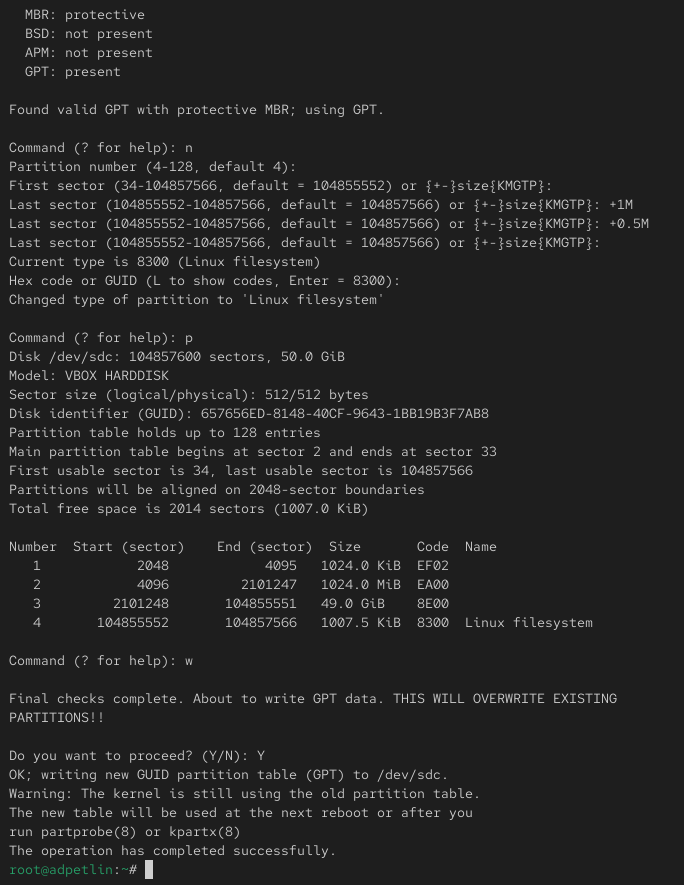 MBR: protective
BSD: not present
APM: not present
GPT: present
Found valid GPT with protective MBR; using GPT.
Command (? for help): n
Partition number (4-128, default 4):
First sector (34-104857566, default = 104855552) or {+-}size{KMGTP}:
Last sector (104855552-104857566, default = 104857566) or {+-}size{KMGTP}: +1M
Last sector (104855552-104857566, default = 104857566) or {+-}size{KMGTP}: +0.5M
Last sector (104855552-104857566, default = 104857566) or {+-}size{KMGTP}:
Current type is 8300 (Linux filesystem)
Hex code or GUID (L to show codes, Enter = 8300):
Changed type of partition to 'Linux filesystem'
Command (? for help): p
Disk /dev/sdc: 104857600 sectors, 50.0 GiB
Model: VBOX HARDDISK
Sector size (logical/physical): 512/512 bytes
Disk identifier (GUID): 657656ED-8148-40CF-9643-1BB19B3F7AB8
Partition table holds up to 128 entries
Main partition table begins at sector 2 and ends at sector 33
First usable sector is 34, last usable sector is 104857566
Partitions will be aligned on 2048-sector boundaries
Total free space is 2014 sectors (1007.0 KiB)
Number  Start (sector)    End (sector)  Size       Code  Name
1            2048            4095   1024.0 KiB  EF02
2            4096         2101247   1024.0 MiB  EA00
3         2101248       104855551   49.0 GiB    8E00
4       104855552       104857566   1007.5 KiB  8300  Linux filesystem
Command (? for help): w
Final checks complete. About to write GPT data. THIS WILL OVERWRITE EXISTING
PARTITIONS!!
Do you want to proceed? (Y/N): Y
OK; writing new GUID partition table (GPT) to /dev/sdc.
Warning: The kernel is still using the old partition table.
The new table will be used at the next reboot or after you
run partprobe(8) or kpartx(8)
The operation has completed successfully.
root@adpetlin:~#